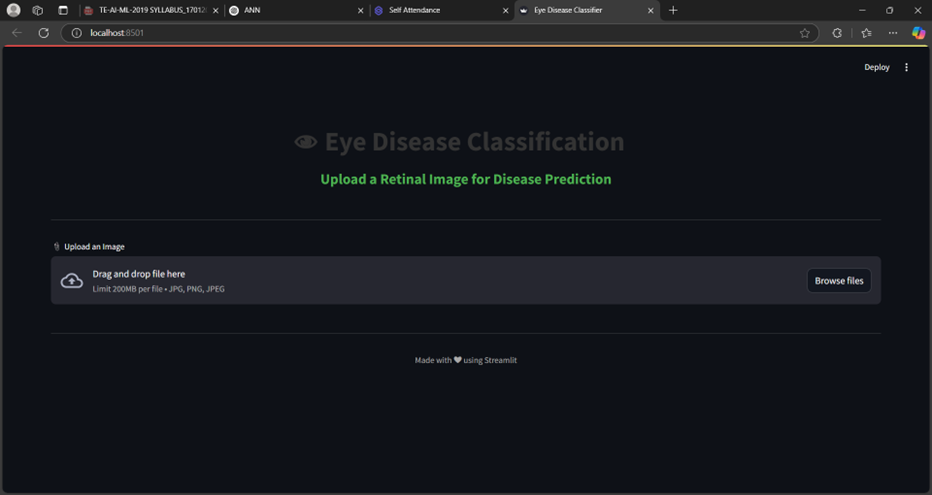 TE-AI-ML-2019 SYLLABUS_1701
ANN
Self Attendance
Eye Disease Classifier
localhost:8501
Deploy
Eye Disease Classification
Upload a Retinal Image for Disease Prediction
Upload an Image
Drag and drop file here
Limit 200MB per file • JPG, PNG, JPEG
Browse files
Made with ❤ using Streamlit